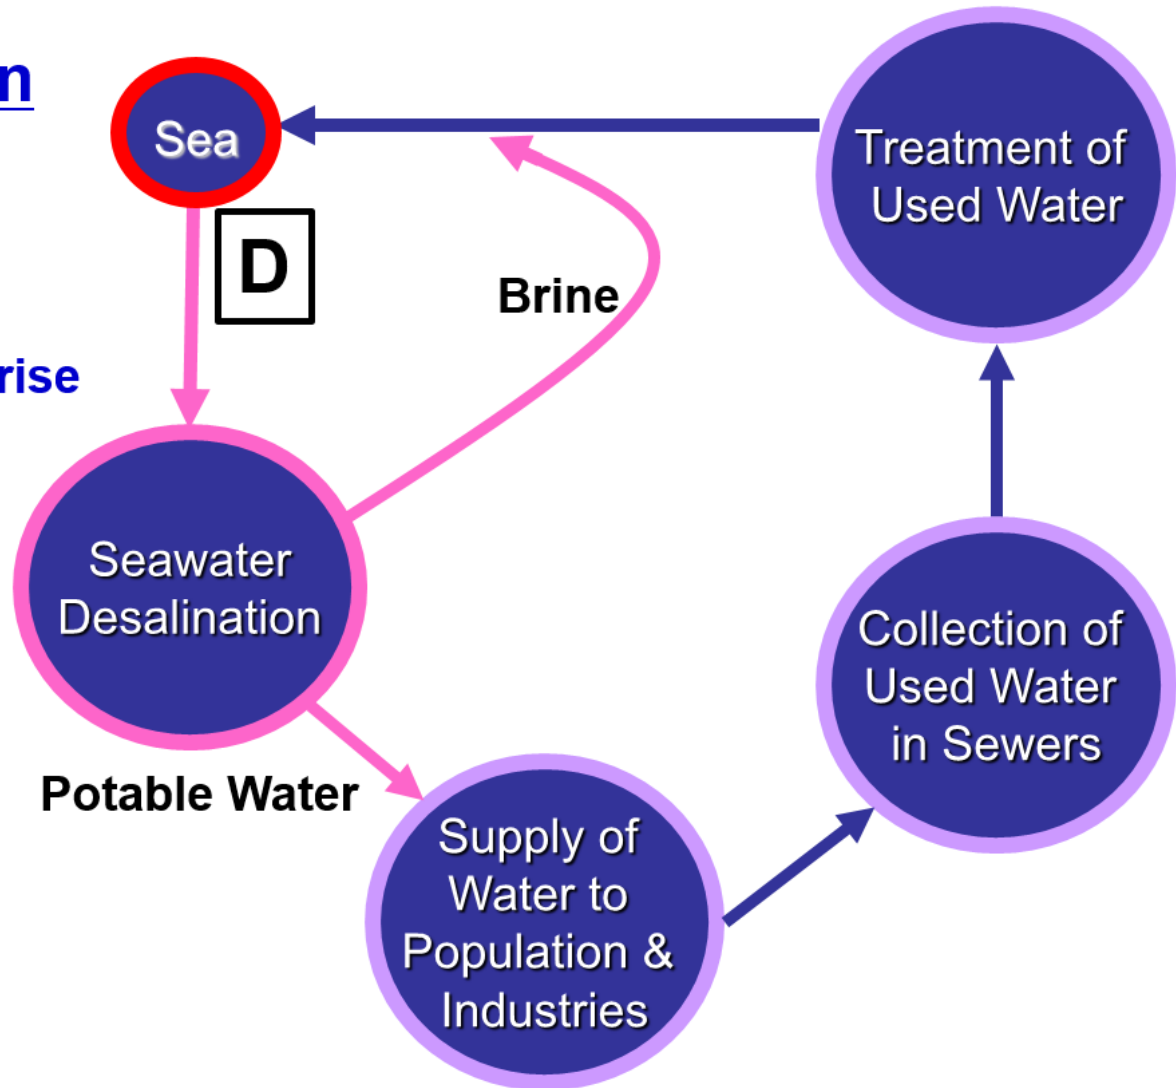 n
Sea
Treatment of
Used Water
D
Brine
rise
Seawater
Desalination
Collection of
Used Water
in Sewers
Potable Water
Supply of
Water to
Population &
Industries